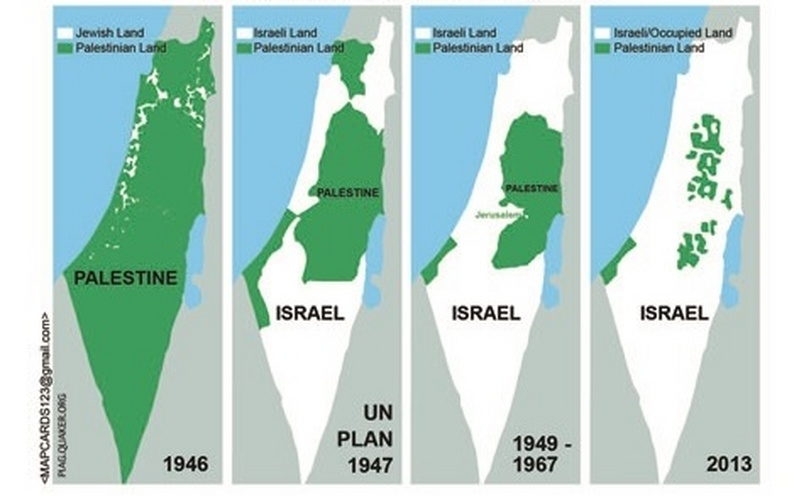 Jewish Land
Palestinian Land
PALESTINE
1946
<MAPCARDS123@gmail.com>
PIAG.QUAKER.ORG
Israeli Land
Palestinian Land
PALESTINE
ISRAEL
UN
PLAN
1947
Israeli Land
Palestinian Land
PALESTINE
Jerusalem
ISRAEL
1949 -
1967
Israeli/Occupied Land
Palestinian Land
ISRAEL
2013